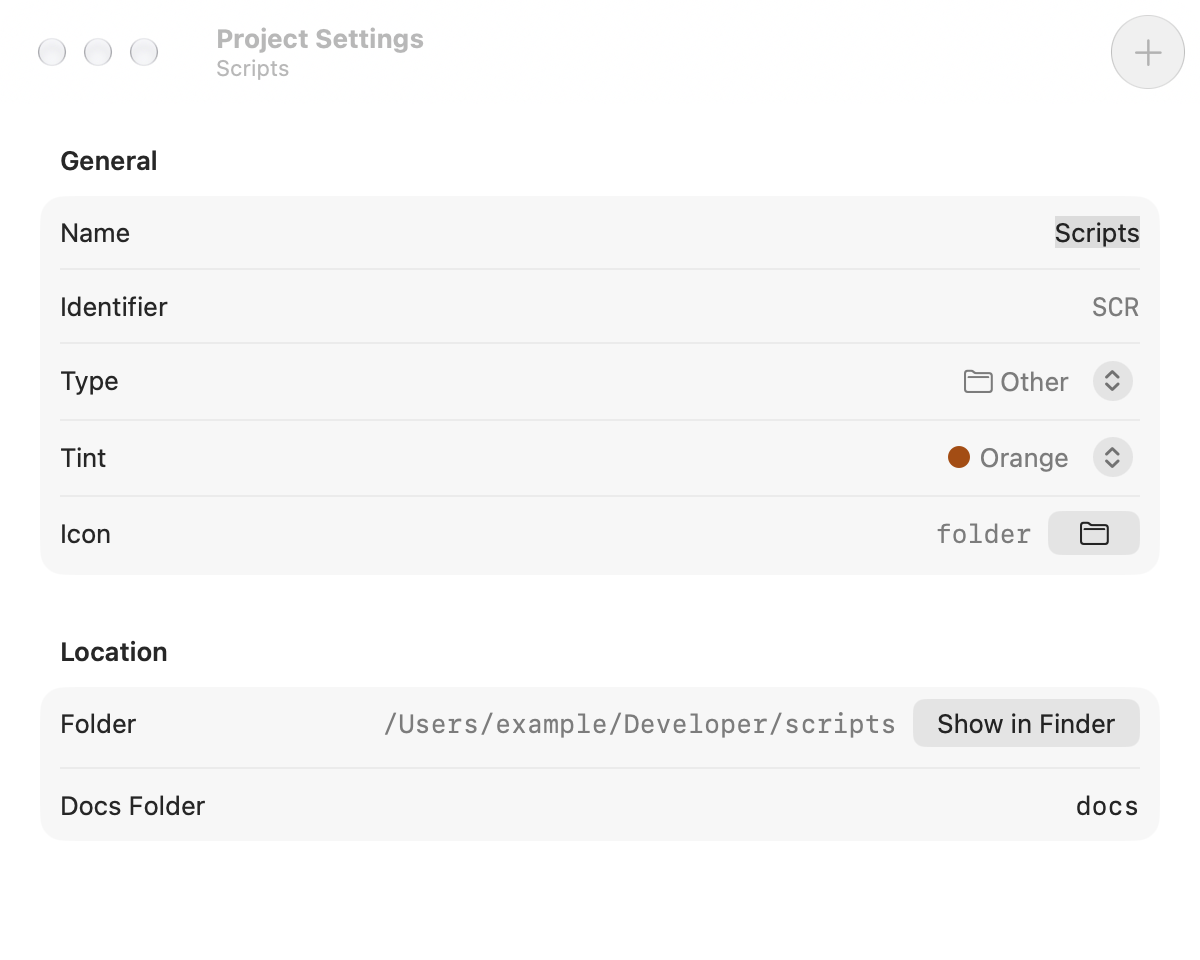 Project Settings
Scripts
General
Name Scripts
Identifier SCR
Type Other
Tint Orange
Icon folder
Location
Folder /Users/example/Developer/scripts Show in Finder
Docs Folder docs